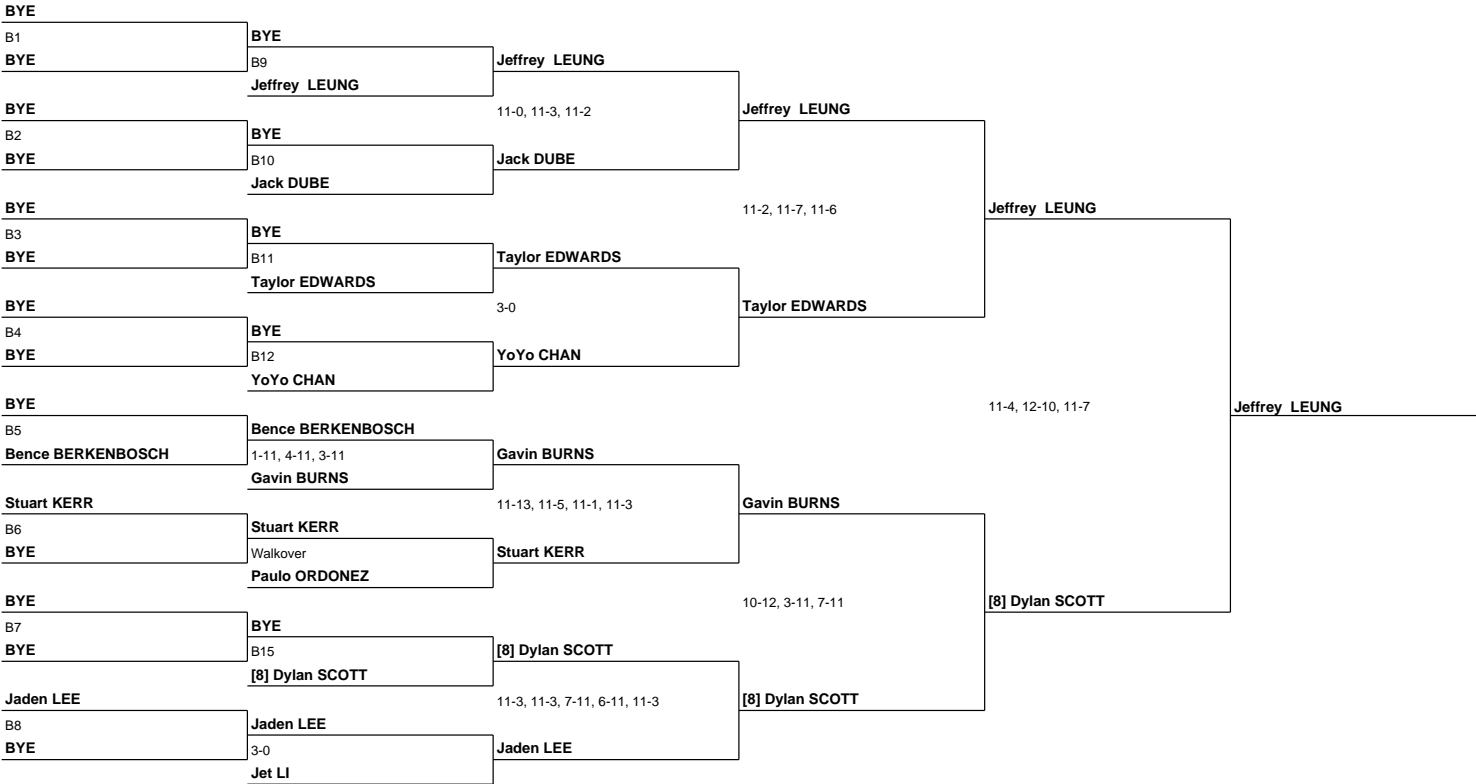 BYE
B1
BYE
BYE
B9
Jeffrey LEUNG
Jeffrey LEUNG
BYE
B2
BYE
BYE
B10
Jack DUBE
11-0, 11-3, 11-2
Jack DUBE
Jeffrey LEUNG
BYE
B3
BYE
BYE
B11
Taylor EDWARDS
Taylor EDWARDS
11-2, 11-7, 11-6
Jeffrey LEUNG
BYE
B4
BYE
BYE
B12
YoYo CHAN
3-0
YoYo CHAN
Taylor EDWARDS
BYE
B5
Bence BERKENBOSCH
Bence BERKENBOSCH
1-11, 4-11, 3-11
Gavin BURNS
Gavin BURNS
11-4, 12-10, 11-7
Jeffrey LEUNG
Stuart KERR
B6
BYE
Stuart KERR
Walkover
Paulo ORDONEZ
11-13, 11-5, 11-1, 11-3
Stuart KERR
Gavin BURNS
BYE
B7
BYE
BYE
B15
[8] Dylan SCOTT
[8] Dylan SCOTT
10-12, 3-11, 7-11
[8] Dylan SCOTT
Jaden LEE
B8
BYE
Jaden LEE
3-0
Jet LI
11-3, 11-3, 7-11, 6-11, 11-3
Jaden LEE
[8] Dylan SCOTT